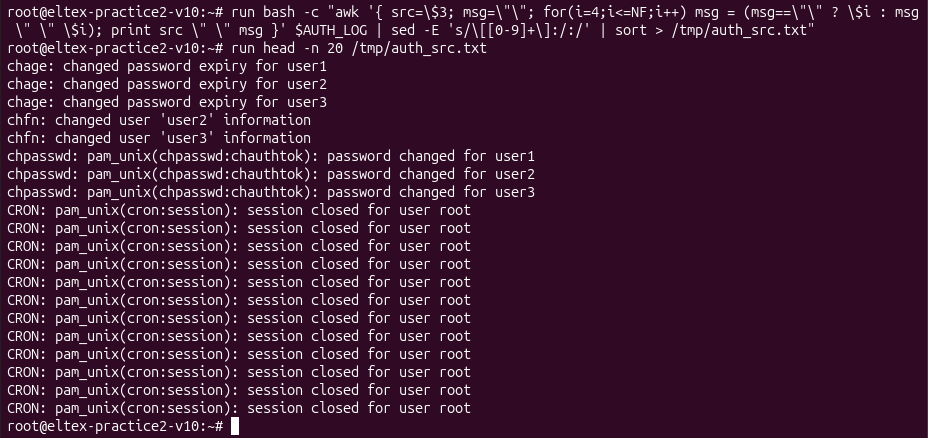 root@eltex-practice2-v10:~# run bash -c "awk '{ src=\$3; msg=\"\"; for(i=4;i<=NF;i++) msg = (msg==\"\" ? \$i : msg
 \" \" \$i); print src \" \" msg }' $AUTH_LOG | sed -E 's/\[[0-9]+\]:/:/' | sort > /tmp/auth_src.txt"
root@eltex-practice2-v10:~# run head -n 20 /tmp/auth_src.txt
chage: changed password expiry for user1
chage: changed password expiry for user2
chage: changed password expiry for user3
chfn: changed user 'user2' information
chfn: changed user 'user3' information
chpasswd: pam_unix(chpasswd:chauthtok): password changed for user1
chpasswd: pam_unix(chpasswd:chauthtok): password changed for user2
chpasswd: pam_unix(chpasswd:chauthtok): password changed for user3
CRON: pam_unix(cron:session): session closed for user root
CRON: pam_unix(cron:session): session closed for user root
CRON: pam_unix(cron:session): session closed for user root
CRON: pam_unix(cron:session): session closed for user root
CRON: pam_unix(cron:session): session closed for user root
CRON: pam_unix(cron:session): session closed for user root
CRON: pam_unix(cron:session): session closed for user root
CRON: pam_unix(cron:session): session closed for user root
CRON: pam_unix(cron:session): session closed for user root
CRON: pam_unix(cron:session): session closed for user root
CRON: pam_unix(cron:session): session closed for user root
CRON: pam_unix(cron:session): session closed for user root
root@eltex-practice2-v10:~#